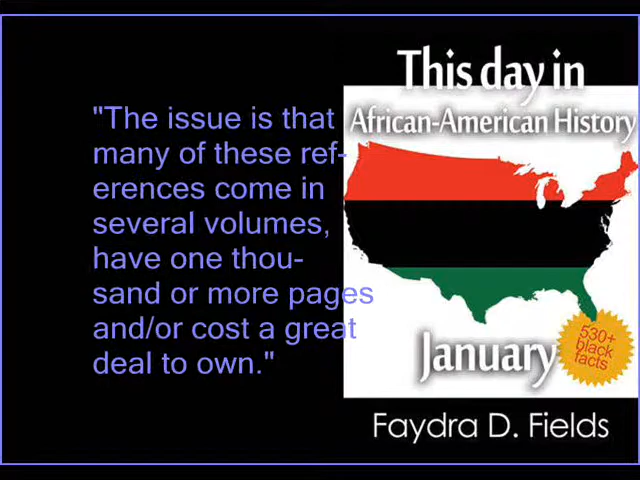 "The issue is that
many of these ref-
erences come in
several volumes,
have one thou-
sand or more pages
and/or cost a great
deal to own."
This day in
African-American History
January
530+
black
facts
Faydra D. Fields